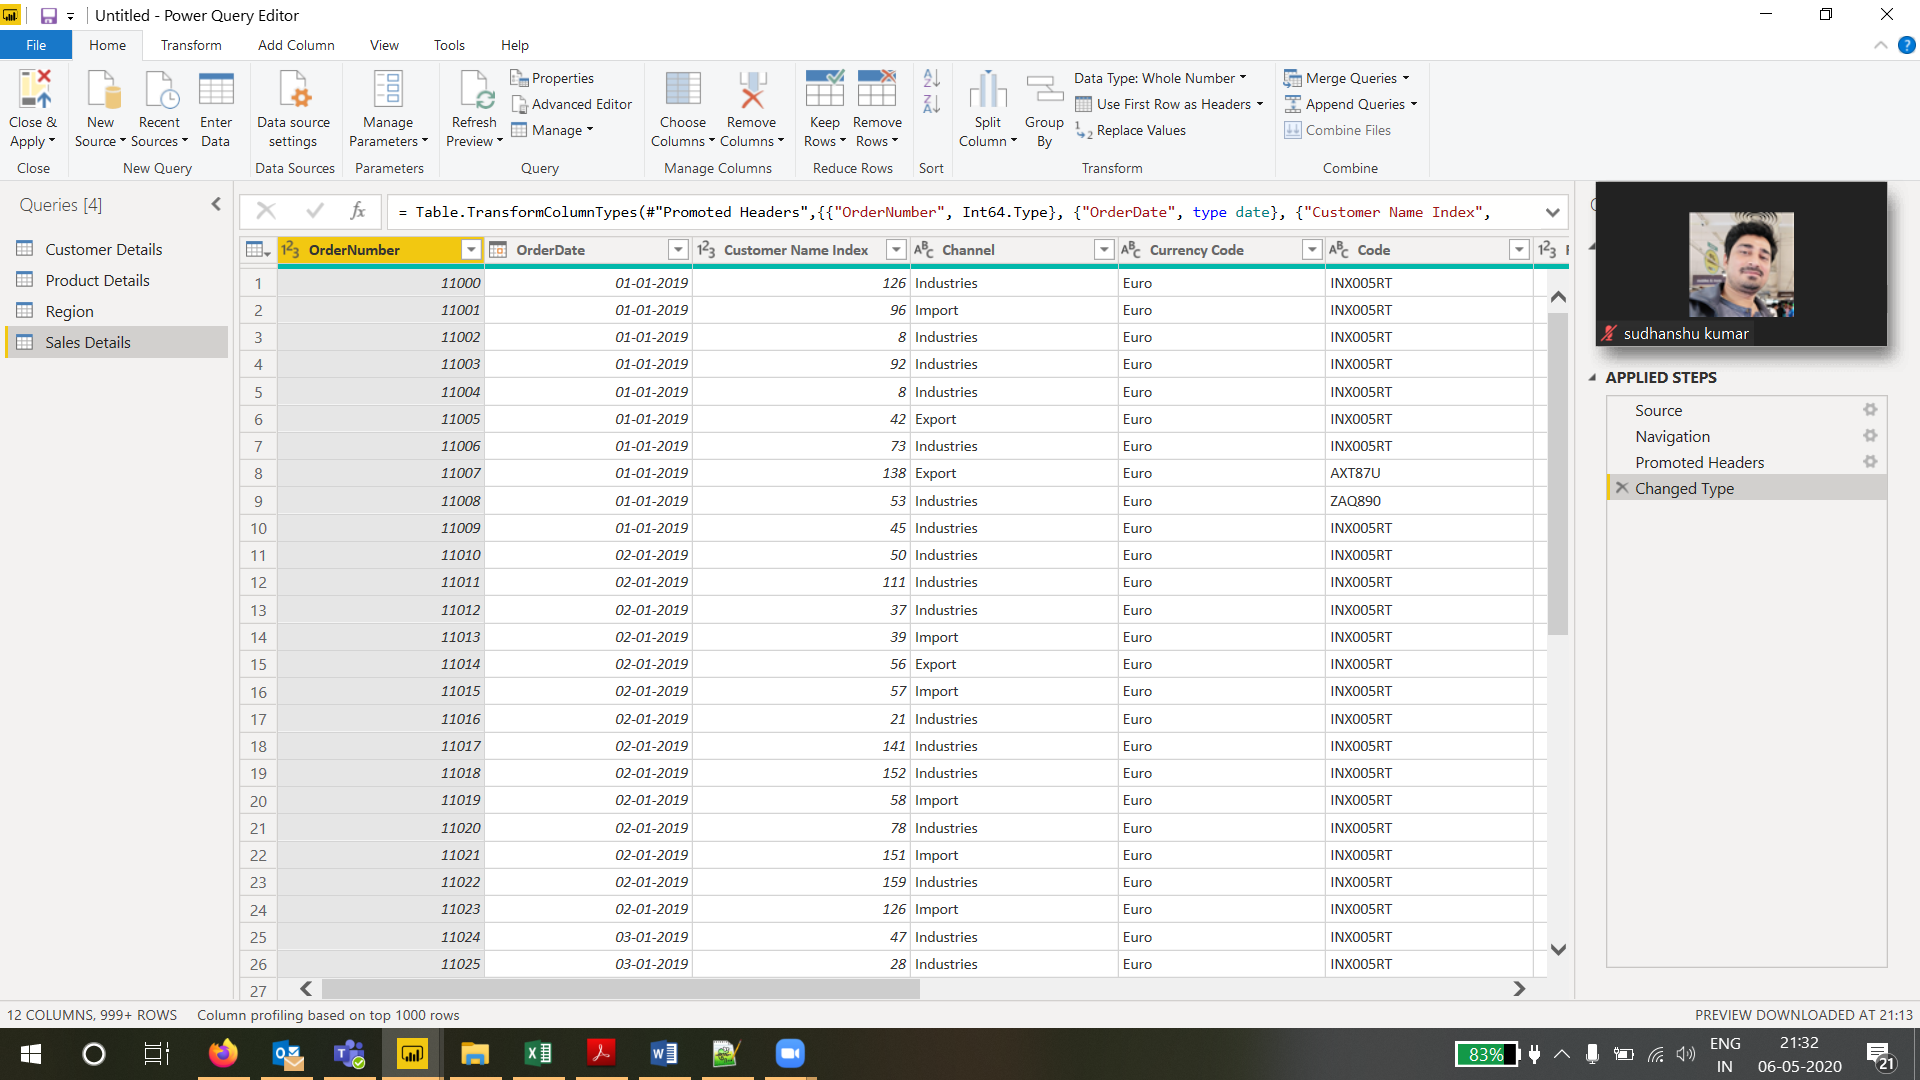 Untitled - Power Query Editor
File Home Transform Add Column View Tools Help
Close & Apply
New Source
Recent Sources
Enter Data
Data source settings
Manage Parameters
Refresh Preview
Properties
Advanced Editor
Manage
Choose Columns
Remove Columns
Keep Rows
Remove Rows
Split Column
Group By
Data Type: Whole Number
Use First Row as Headers
Replace Values
Merge Queries
Append Queries
Combine Files
Close New Query Data Sources Parameters Query Manage Columns Reduce Rows Sort Transform Combine
Queries [4]
Customer Details
Product Details
Region
Sales Details
= Table.TransformColumnTypes(#"Promoted Headers",{{"OrderNumber", Int64.Type}, {"OrderDate", type date}, {"Customer Name Index",
OrderNumber OrderDate Customer Name Index Channel Currency Code Code
1 11000 01-01-2019 126 Industries Euro INX005RT
2 11001 01-01-2019 96 Import Euro INX005RT
3 11002 01-01-2019 8 Industries Euro INX005RT
4 11003 01-01-2019 92 Industries Euro INX005RT
5 11004 01-01-2019 8 Industries Euro INX005RT
6 11005 01-01-2019 42 Export Euro INX005RT
7 11006 01-01-2019 73 Industries Euro INX005RT
8 11007 01-01-2019 138 Export Euro AXT87U
9 11008 01-01-2019 53 Industries Euro ZAQ890
10 11009 01-01-2019 45 Industries Euro INX005RT
11 11010 02-01-2019 50 Industries Euro INX005RT
12 11011 02-01-2019 111 Industries Euro INX005RT
13 11012 02-01-2019 37 Industries Euro INX005RT
14 11013 02-01-2019 39 Import Euro INX005RT
15 11014 02-01-2019 56 Export Euro INX005RT
16 11015 02-01-2019 57 Import Euro INX005RT
17 11016 02-01-2019 21 Industries Euro INX005RT
18 11017 02-01-2019 141 Industries Euro INX005RT
19 11018 02-01-2019 152 Industries Euro INX005RT
20 11019 02-01-2019 58 Import Euro INX005RT
21 11020 02-01-2019 78 Industries Euro INX005RT
22 11021 02-01-2019 151 Import Euro INX005RT
23 11022 02-01-2019 159 Industries Euro INX005RT
24 11023 02-01-2019 126 Import Euro INX005RT
25 11024 03-01-2019 47 Industries Euro INX005RT
26 11025 03-01-2019 28 Industries Euro INX005RT
27
sudhanshu kumar
APPLIED STEPS
Source
Navigation
Promoted Headers
Changed Type
12 COLUMNS, 999+ ROWS Column profiling based on top 1000 rows PREVIEW DOWNLOADED AT 21:13
83%
ENG
IN
21:32
06-05-2020
21